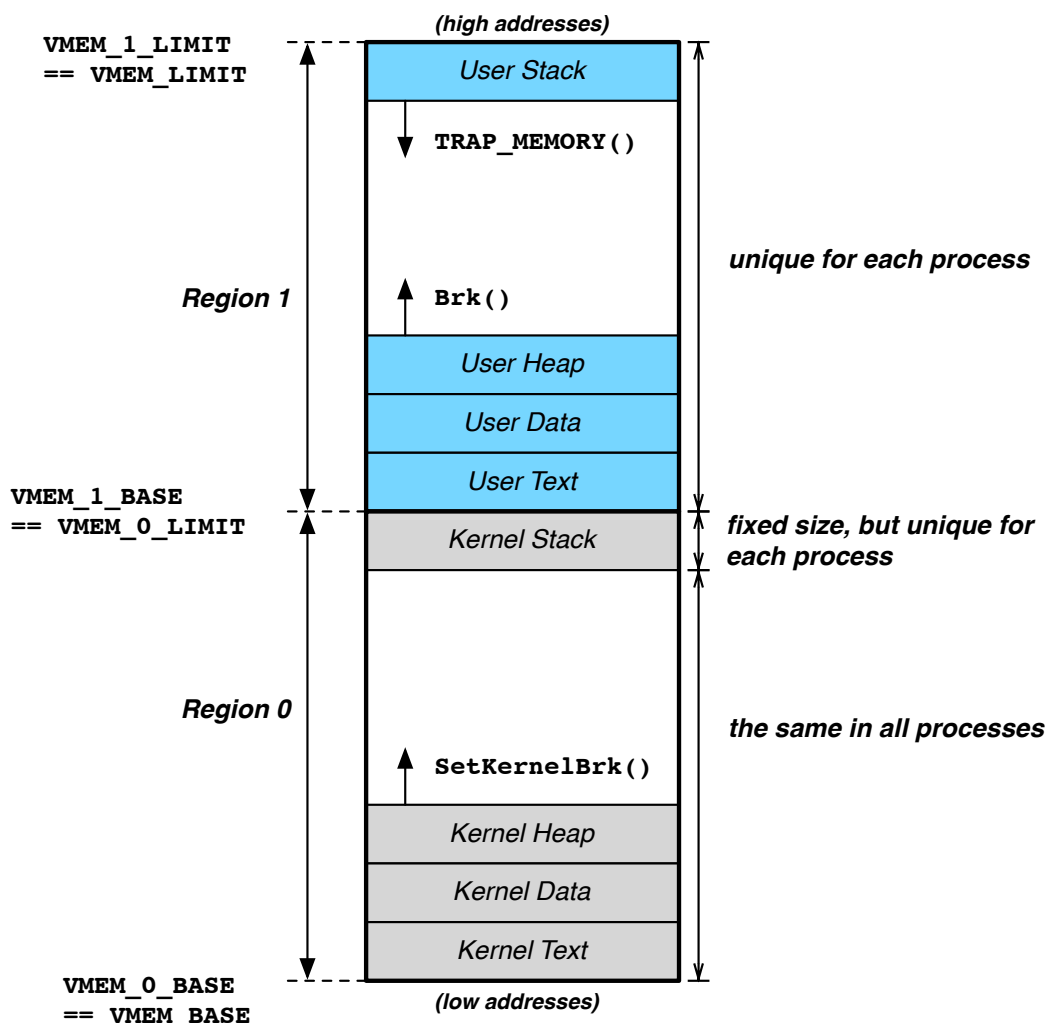 (high addresses)
VMEM_1_LIMIT
== VMEM_LIMIT
User Stack
TRAP_MEMORY()
unique for each process
Region 1
Brk()
User Heap
User Data
User Text
VMEM_1_BASE
== VMEM_0_LIMIT
Kernel Stack
fixed size, but unique for
each process
Region 0
the same in all processes
SetKernelBrk()
Kernel Heap
Kernel Data
Kernel Text
VMEM_0_BASE
== VMEM_BASE
(low addresses)